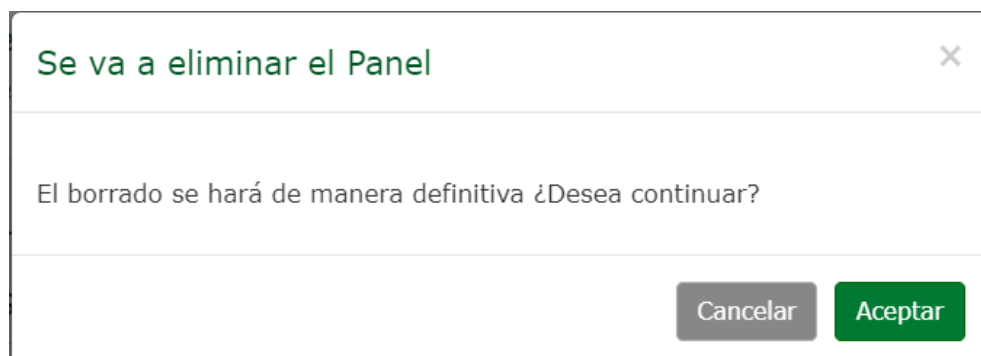 Se va a eliminar el Panel
El borrado se hará de manera definitiva ¿Desea continuar?
Cancelar
Aceptar